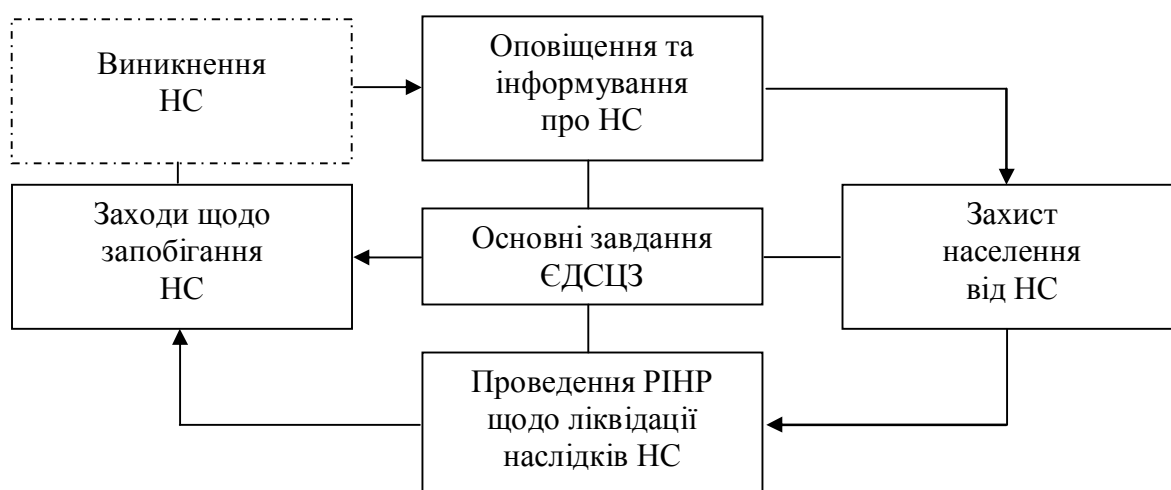 Виникнення
НС
Оповіщення та
інформування
про НС
Заходи щодо
запобігання
НС
Основні завдання
ЄДСЦЗ
Захист
населення
від НС
Проведення РІНР
щодо ліквідації
наслідків НС